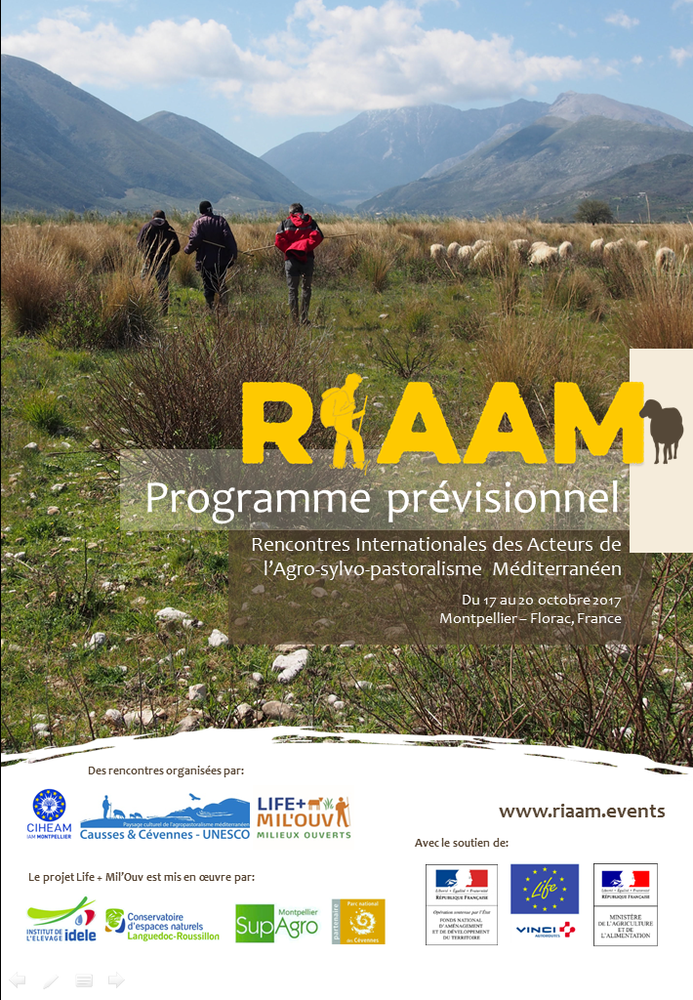 RIAAM
Programme prévisionnel
Rencontres Internationales des Acteurs de
l'Agro-sylvo-pastoralisme Méditerranéen
Du 17 au 20 octobre 2017
Montpellier – Florac, France
Des rencontres organisées par:
CIHEAM
IAM MONTPELLIER
Paysage culturel de l'agropastoralisme méditerranéen
Causses & Cévennes - UNESCO
LIFE+
MIL'OUV
MILIEUX OUVERTS
www.riaam.events
Avec le soutien de:
Le projet Life + Mil'Ouv est mis en œuvre par:
INSTITUT DE
L'ELEVAGE idele
Conservatoire
d'espaces naturels
Languedoc-Roussillon
Montpellier
SupAgro
partenaire
Parc national
des Cévennes
Liberté • Égalité • Fraternité
RÉPUBLIQUE FRANÇAISE
Opération soutenue par l'État
FONDS NATIONAL
D'AMÉNAGEMENT
ET DE DÉVELOPPEMENT
DU TERRITOIRE
Life
VINCI
AUTOROUTES
Liberté • Égalité • Fraternité
RÉPUBLIQUE FRANÇAISE
MINISTÈRE
DE L'AGRICULTURE
ET DE
L'ALIMENTATION